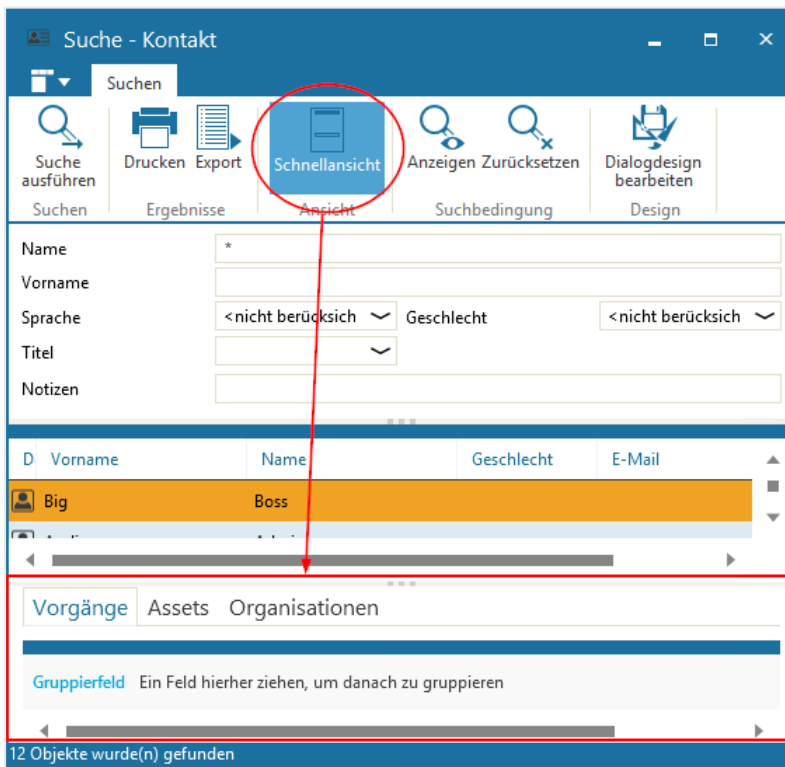 Suche - Kontakt
Suchen
Suche ausführen
Drucken
Export
Schnellansicht
Anzeigen
Zurücksetzen
Dialogdesign bearbeiten
Suchen
Ergebnisse
Ansicht
Suchbedingung
Design
Name *
Vorname
Sprache <nicht berücksich Geschlecht <nicht berücksich
Titel
Notizen
D Vorname Name Geschlecht E-Mail
Big Boss
Vorgänge Assets Organisationen
Gruppierfeld Ein Feld hierher ziehen, um danach zu gruppieren
12 Objekte wurde(n) gefunden